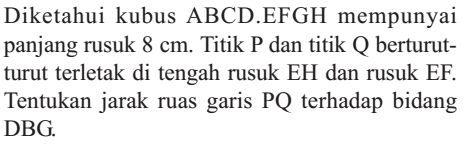 Diketahui kubus ABCD.EFGH mempunyai
panjang rusuk 8 cm. Titik P dan titik Q berturut-
turut terletak di tengah rusuk EH dan rusuk EF.
Tentukan jarak ruas garis PQ terhadap bidang
DBG.